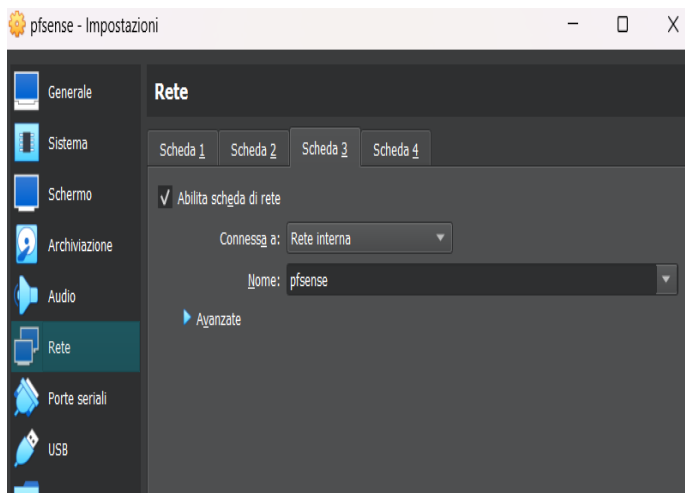 pfsense - Impostazioni
Generale
Sistema
Schermo
Archiviazione
Audio
Rete
Porte seriali
USB
Rete
Scheda 1
Scheda 2
Scheda 3
Scheda 4
Abilita scheda di rete
Connessa a: Rete interna
Nome: pfsense
Avanzate